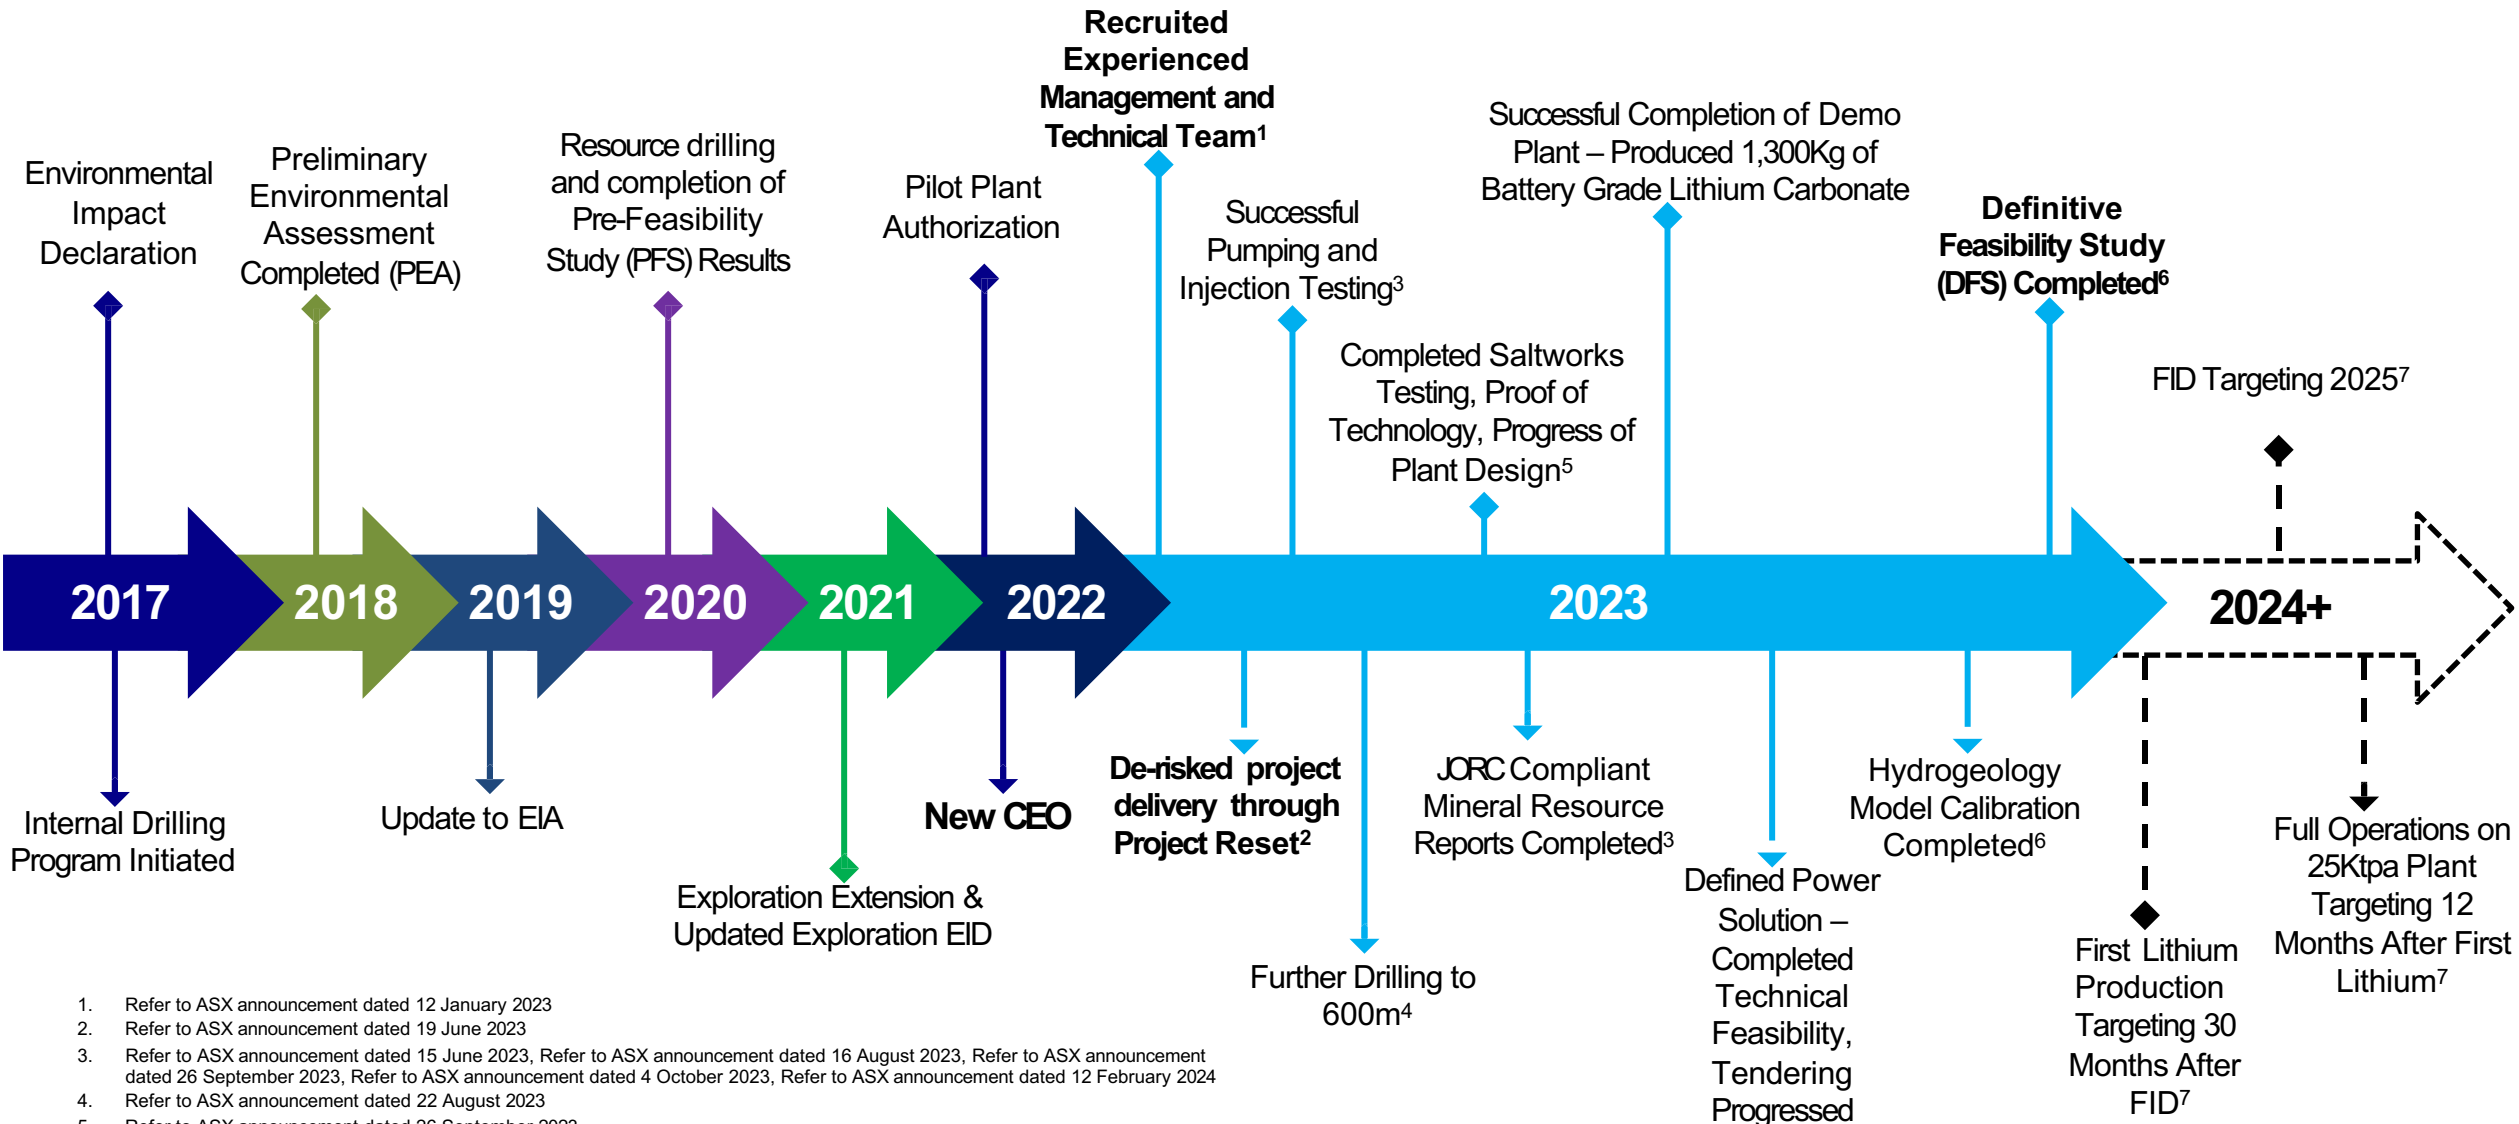 Recruited
Experienced
Management and
Technical Team1
Environmental
Impact
Declaration
Preliminary
Environmental
Assessment
Completed (PEA)
Resource drilling
and completion of
Pre-Feasibility
Study (PFS) Results
Pilot Plant
Authorization
Successful
Pumping and
Injection Testing3
Completed Saltworks
Testing, Proof of
Technology, Progress of
Plant Design5
Successful Completion of Demo
Plant – Produced 1,300Kg of
Battery Grade Lithium Carbonate
Definitive
Feasibility Study
(DFS) Completed6
FID Targeting 20257
2017
2018
2019
2020
2021
2022
2023
2024+
Internal Drilling
Program Initiated
Update to EIA
Exploration Extension &
Updated Exploration EID
New CEO
De-risked project
delivery through
Project Reset2
Further Drilling to
600m4
JORC Compliant
Mineral Resource
Reports Completed3
Defined Power
Solution –
Completed
Technical
Feasibility,
Tendering
Progressed
Hydrogeology
Model Calibration
Completed6
First Lithium
Production
Targeting 30
Months After
FID7
Full Operations on
25Ktpa Plant
Targeting 12
Months After First
Lithium7
1. Refer to ASX announcement dated 12 January 2023
2. Refer to ASX announcement dated 19 June 2023
3. Refer to ASX announcement dated 15 June 2023, Refer to ASX announcement dated 16 August 2023, Refer to ASX announcement
dated 26 September 2023, Refer to ASX announcement dated 4 October 2023, Refer to ASX announcement dated 12 February 2024
4. Refer to ASX announcement dated 22 August 2023
5. Refer to ASX announcement dated 26 September 2023